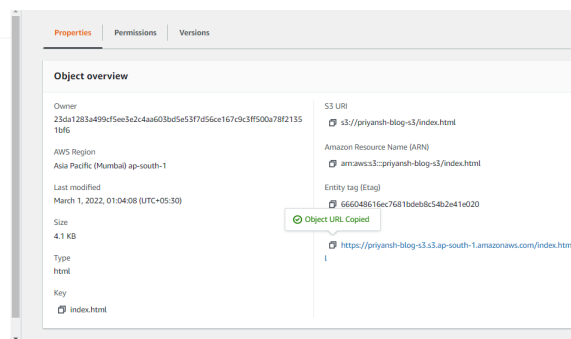 Properties
Permissions
Versions
Object overview
Owner
23da1283a499cf5ee3e2c4aa603bd5e53f7d56ce167c9c3ff500a78f2135
1bf6
AWS Region
Asia Pacific (Mumbai) ap-south-1
Last modified
March 1, 2022, 01:04:08 (UTC+05:30)
Size
4.1 KB
Type
html
Key
index.html
S3 URI
s3://priyansh-blog-s3/index.html
Amazon Resource Name (ARN)
arn:aws:s3:::priyansh-blog-s3/index.html
Entity tag (Etag)
666048616ec7681bdeb8c54b2e41e020
Object URL Copied
https://priyansh-blog-s3.s3.ap-south-1.amazonaws.com/index.htm
l